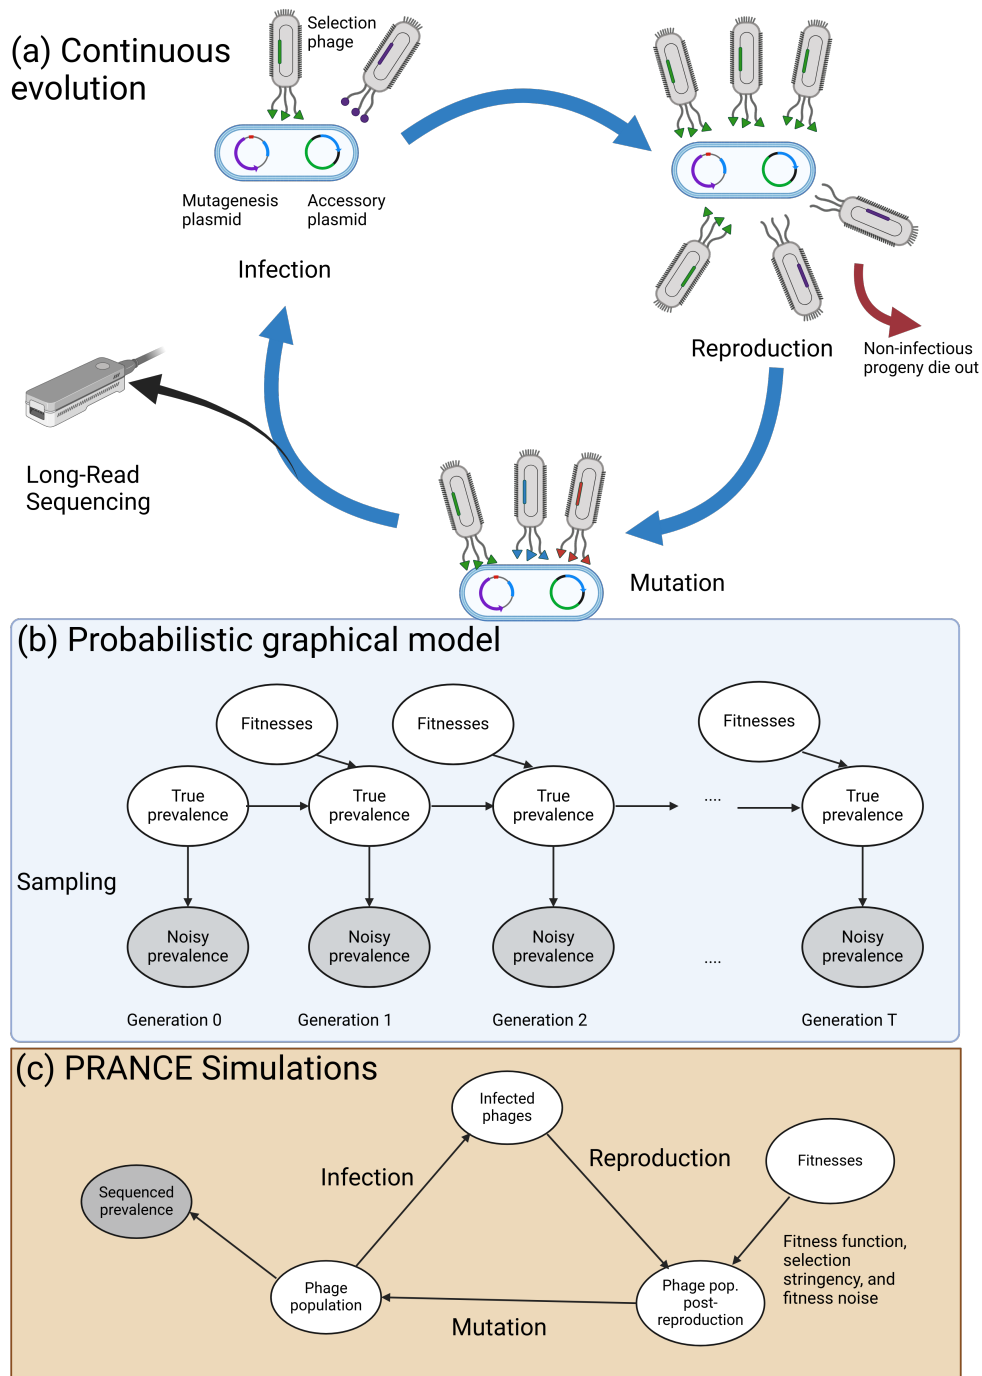 (a) Continuous
evolution
Selection
phage
Mutagenesis
plasmid
Accessory
plasmid
Infection
Reproduction
Non-infectious
progeny die out
Long-Read
Sequencing
Mutation
(b) Probabilistic graphical model
Fitnesses
Fitnesses
Fitnesses
True
prevalence
True
prevalence
True
prevalence
....
True
prevalence
Sampling
Noisy
prevalence
Noisy
prevalence
Noisy
prevalence
....
Noisy
prevalence
Generation 0
Generation 1
Generation 2
Generation T
(c) PRANCE Simulations
Infected
phages
Reproduction
Infection
Fitnesses
Sequenced
prevalence
Fitness function,
selection
stringency, and
fitness noise
Phage
population
Phage pop.
post-
reproduction
Mutation